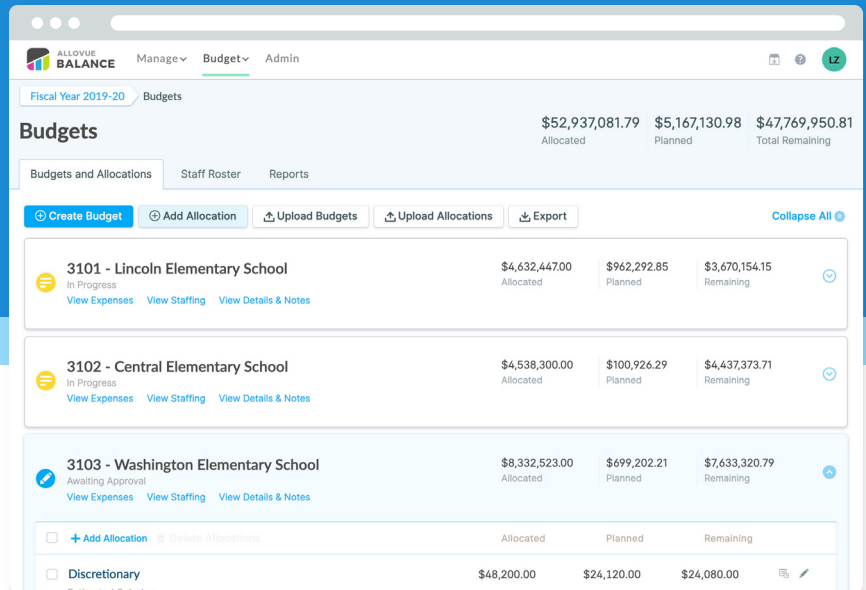 ALLOVUE
BALANCE
Manage
Budget
Admin
?
LZ
Fiscal Year 2019-20
Budgets
Budgets
$52,937,081.79
Allocated
$5,167,130.98
Planned
$47,769,950.81
Total Remaining
Budgets and Allocations
Staff Roster
Reports
Create Budget
Add Allocation
Upload Budgets
Upload Allocations
Export
Collapse All
3101 - Lincoln Elementary School
In Progress
View Expenses View Staffing View Details & Notes
$4,632,447.00
Allocated
$962,292.85
Planned
$3,670,154.15
Remaining
3102 - Central Elementary School
In Progress
View Expenses View Staffing View Details & Notes
$4,538,300.00
Allocated
$100,926.29
Planned
$4,437,373.71
Remaining
3103 - Washington Elementary School
Awaiting Approval
View Expenses View Staffing View Details & Notes
$8,332,523.00
Allocated
$699,202.21
Planned
$7,633,320.79
Remaining
Add Allocation Delete Allocations Allocated Planned Remaining
Discretionary $48,200.00 $24,120.00 $24,080.00